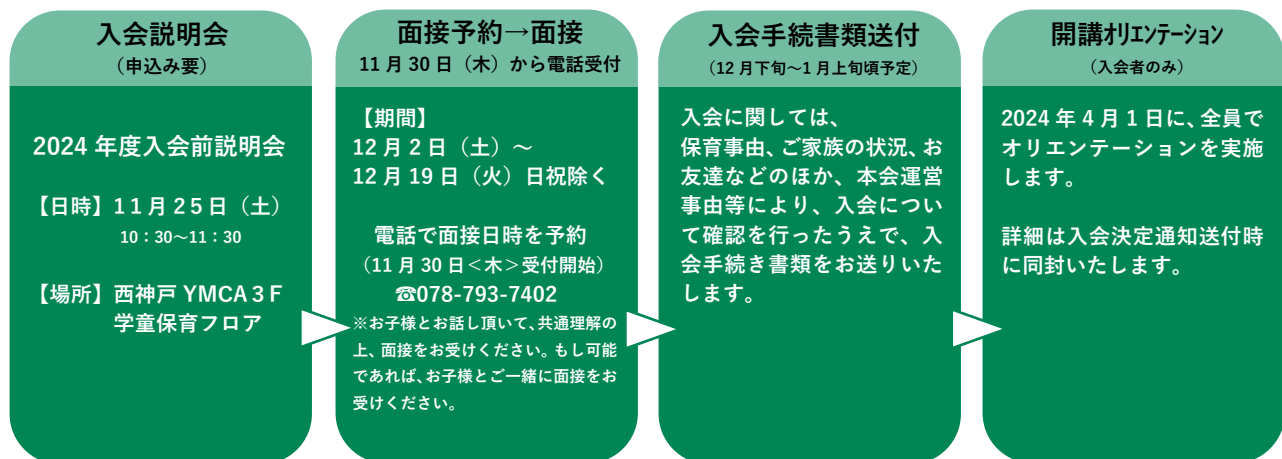 入会説明会
（申込み要）
2024 年度入会前説明会
【日時】11月25日（土）
10：30～11：30
【場所】西神戸 YMCA３F
学童保育フロア
面接予約→面接
11 月 30 日（木）から電話受付
【期間】
12 月 2 日（土）～
12 月 19 日（火）日祝除く
電話で面接日時を予約
（11 月 30 日＜木＞受付開始）
☎078-793-7402
※お子様とお話し頂いて、共通理解の
上、面接をお受けください。もし可能
であれば、お子様とご一緒に面接をお
受けください。
入会手続書類送付
（12 月下旬～1 月上旬頃予定）
入会に関しては、
保育事由、ご家族の状況、お
友達などのほか、本会運営
事由等により、入会につい
て確認を行ったうえで、入
会手続き書類をお送りいた
します。
開講ｵﾘｴﾝﾃｰｼｮﾝ
（入会者のみ）
2024 年 4 月 1 日に、全員で
オリエンテーションを実施
します。
詳細は入会決定通知送付時
に同封いたします。